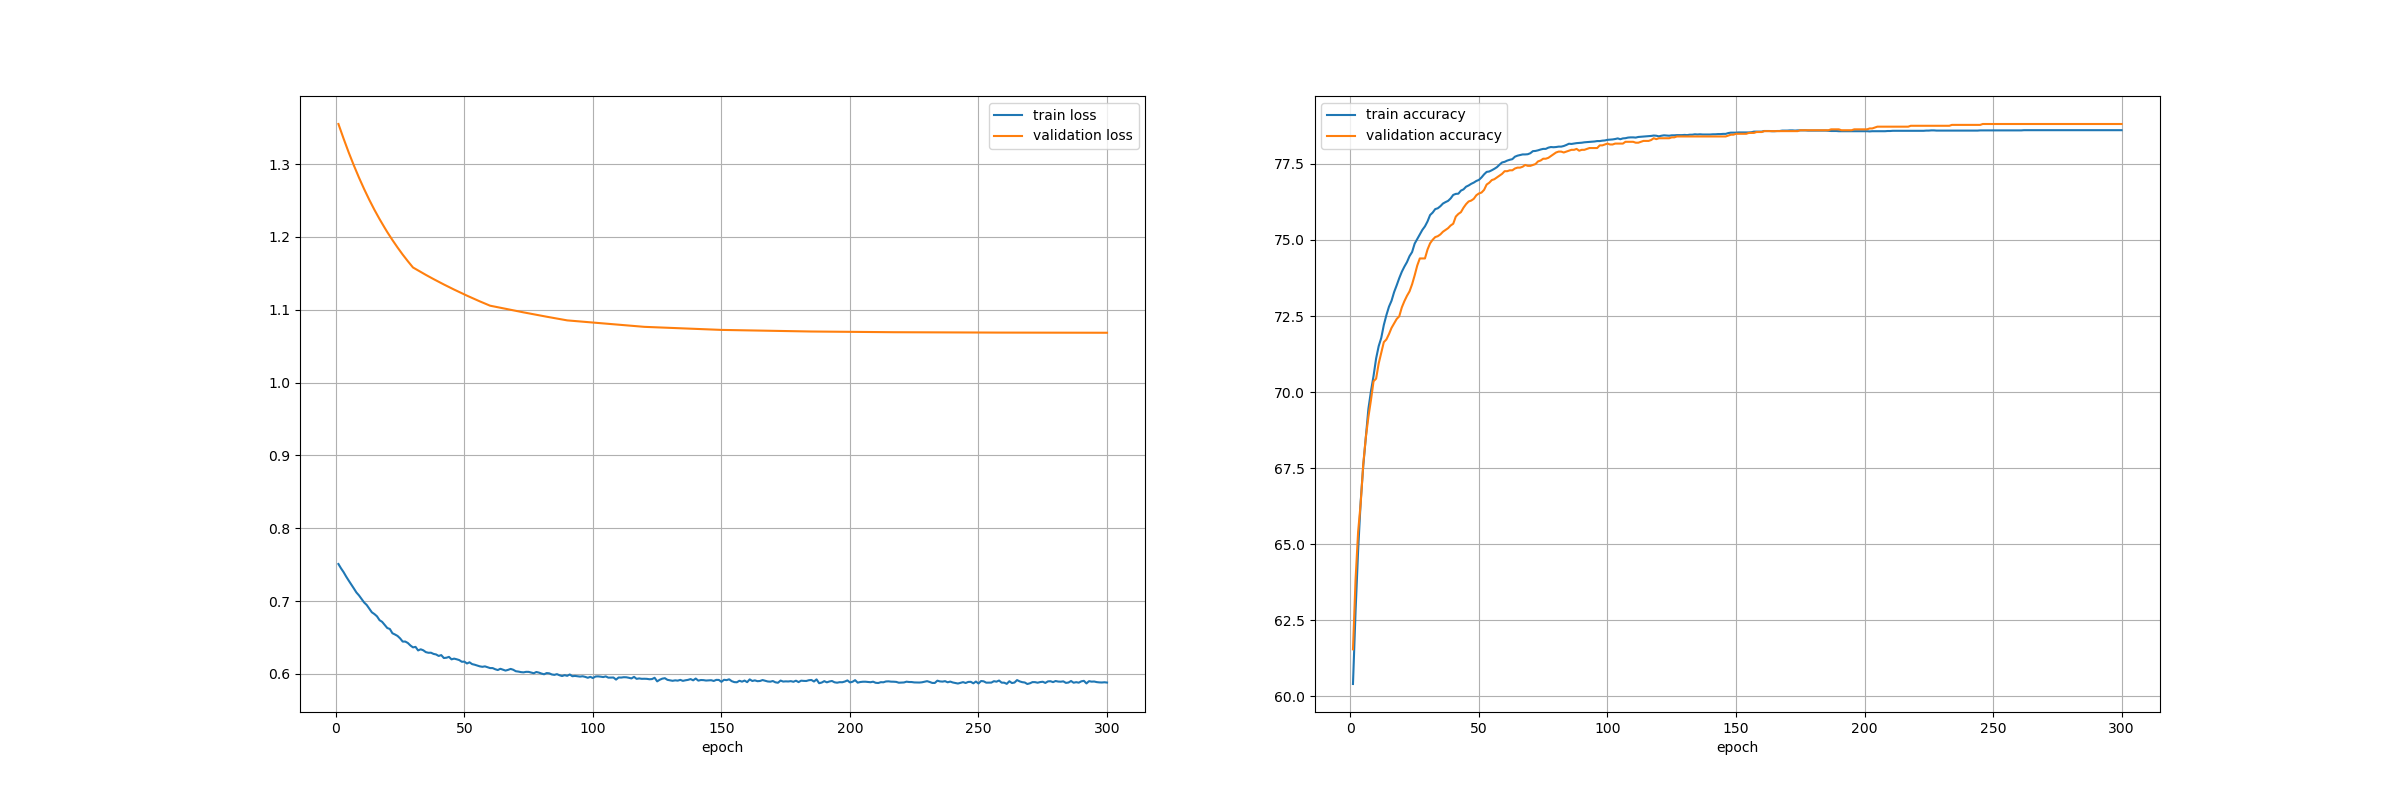 train loss
validation loss
1.3
1.2
1.1
1.0
0.9
0.8
0.7
0.6
0 50 100 150 200 250 300
epoch
train accuracy
validation accuracy
77.5
75.0
72.5
70.0
67.5
65.0
62.5
60.0
0 50 100 150 200 250 300
epoch